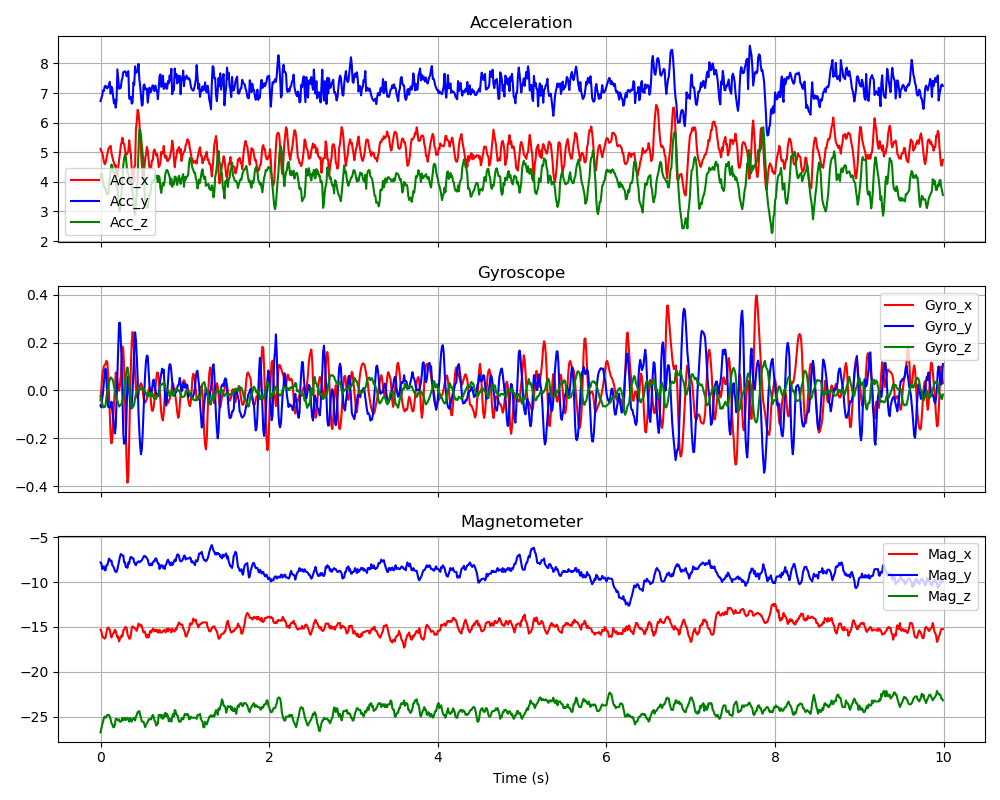 Acceleration
8
7
6
5
4
3
2
Acc_x
Acc_y
Acc_z
Gyroscope
0.4
0.2
0.0
−0.2
−0.4
Gyro_x
Gyro_y
Gyro_z
Magnetometer
−5
−10
−15
−20
−25
Mag_x
Mag_y
Mag_z
0 2 4 6 8 10
Time (s)